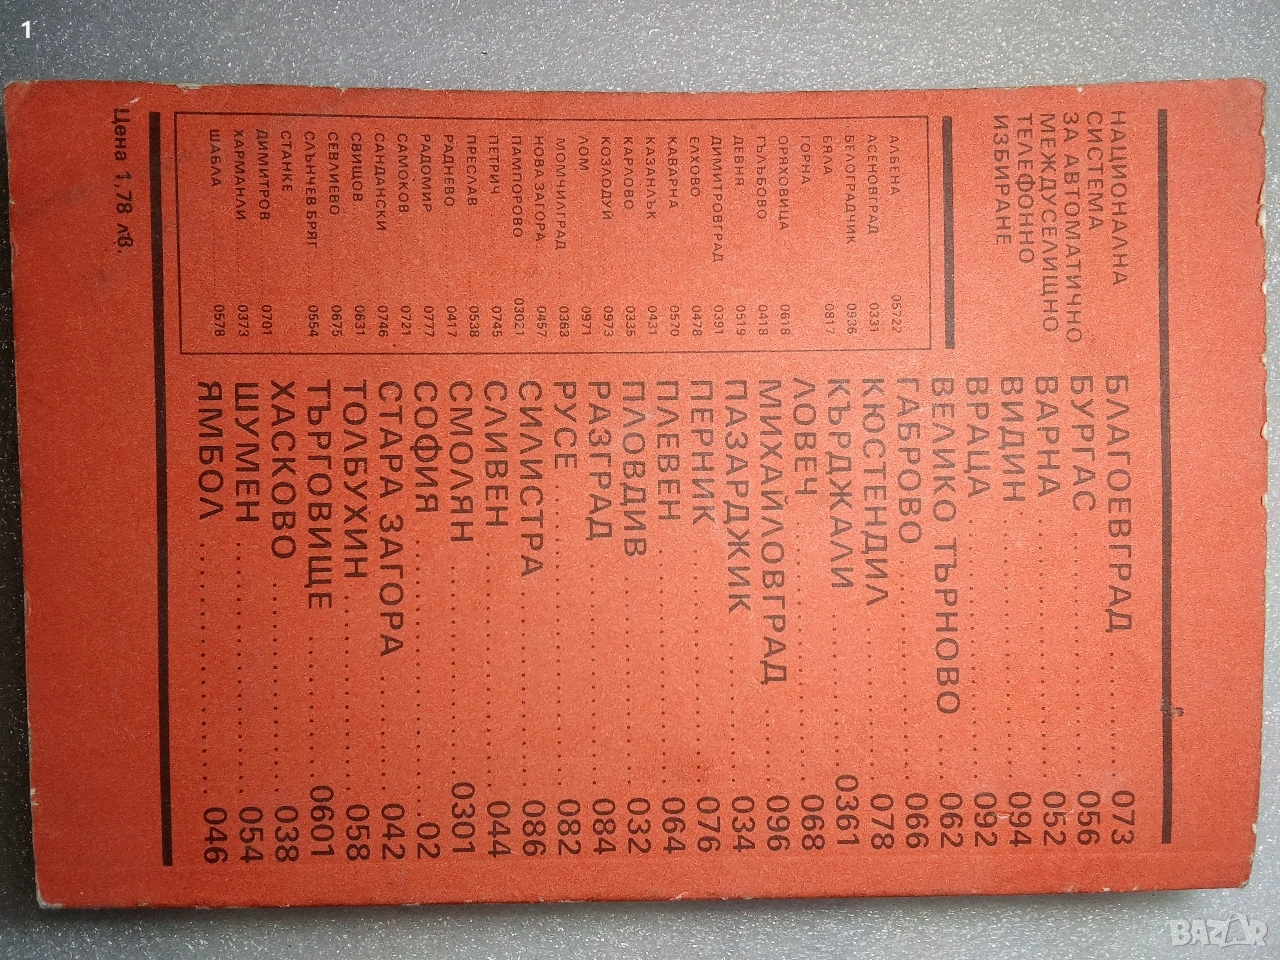 1
НАЦИОНАЛНА
СИСТЕМА
ЗА АВТОМАТИЧНО
МЕЖДУСЕЛИЩНО
ТЕЛЕФОННО
ИЗБИРАНЕ
АЛБЕНА 05722
АСЕНОВГРАД 0331
БЕЛОГРАДЧИК 0936
БЯЛА 0817
ГОРНА
ОРЯХОВИЦА 0618
ГЪЛЪБОВО 0418
ДЕВНЯ 0519
ДИМИТРОВГРАД 0391
ЕЛХОВО 0478
КАВАРНА 0570
КАЗАНЛЪК 0431
КАРЛОВО 0335
КОЗЛОДУЙ 0973
ЛОМ 0971
МОМЧИЛГРАД 0363
НОВА ЗАГОРА 0457
ПАМПОРОВО 03021
ПЕТРИЧ 0745
ПРЕСЛАВ 0538
РАДНЕВО 0417
РАДОМИР 0777
САМОКОВ 0721
САНДАНСКИ 0746
СВИЩОВ 0631
СЕВЛИЕВО 0675
СЛЪНЧЕВ БРЯГ 0554
СТАНКЕ
ДИМИТРОВ 0701
ХАРМАНЛИ 0373
ШАБЛА 0578
БЛАГОЕВГРАД 073
БУРГАС 056
ВАРНА 052
ВИДИН 094
ВРАЦА 092
ВЕЛИКО ТЪРНОВО 062
ГАБРОВО 066
КЮСТЕНДИЛ 078
КЪРДЖАЛИ 0361
ЛОВЕЧ 068
МИХАЙЛОВГРАД 096
ПАЗАРДЖИК 034
ПЕРНИК 076
ПЛЕВЕН 064
ПЛОВДИВ 032
РАЗГРАД 084
РУСЕ 082
СИЛИСТРА 086
СЛИВЕН 044
СМОЛЯН 0301
СОФИЯ 02
СТАРА ЗАГОРА 042
ТОЛБУХИН 058
ТЪРГОВИЩЕ 0601
ХАСКОВО 038
ШУМЕН 054
ЯМБОЛ 046
Цена 1,78 лв.
BAZAR